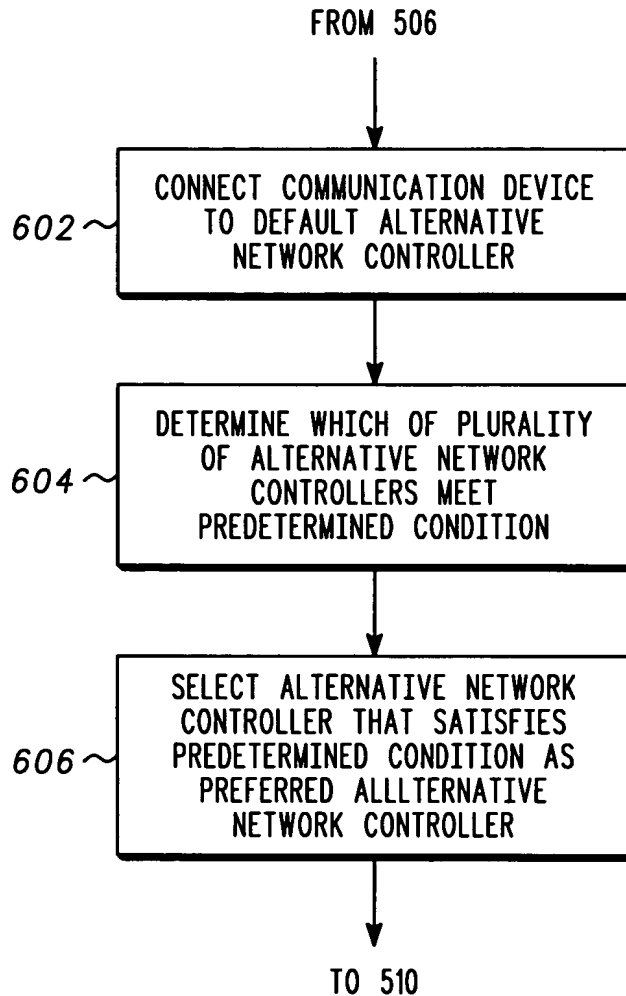 FROM 506
CONNECT COMMUNICATION DEVICE
602
TO DEFAULT ALTERNATIVE
NETWORK CONTROLLER
DETERMINE WHICH OF PLURALITY
OF ALTERNATIVE NETWORK
604
CONTROLLERS MEET
PREDETERMINED CONDITION
SELECT ALTERNATIVE NETWORK
CONTROLLER THAT SATISFIES
606
PREDETERMINED CONDITION AS
PREFERRED ALLLTERNATIVE
NETWORK CONTROLLER
TO 510